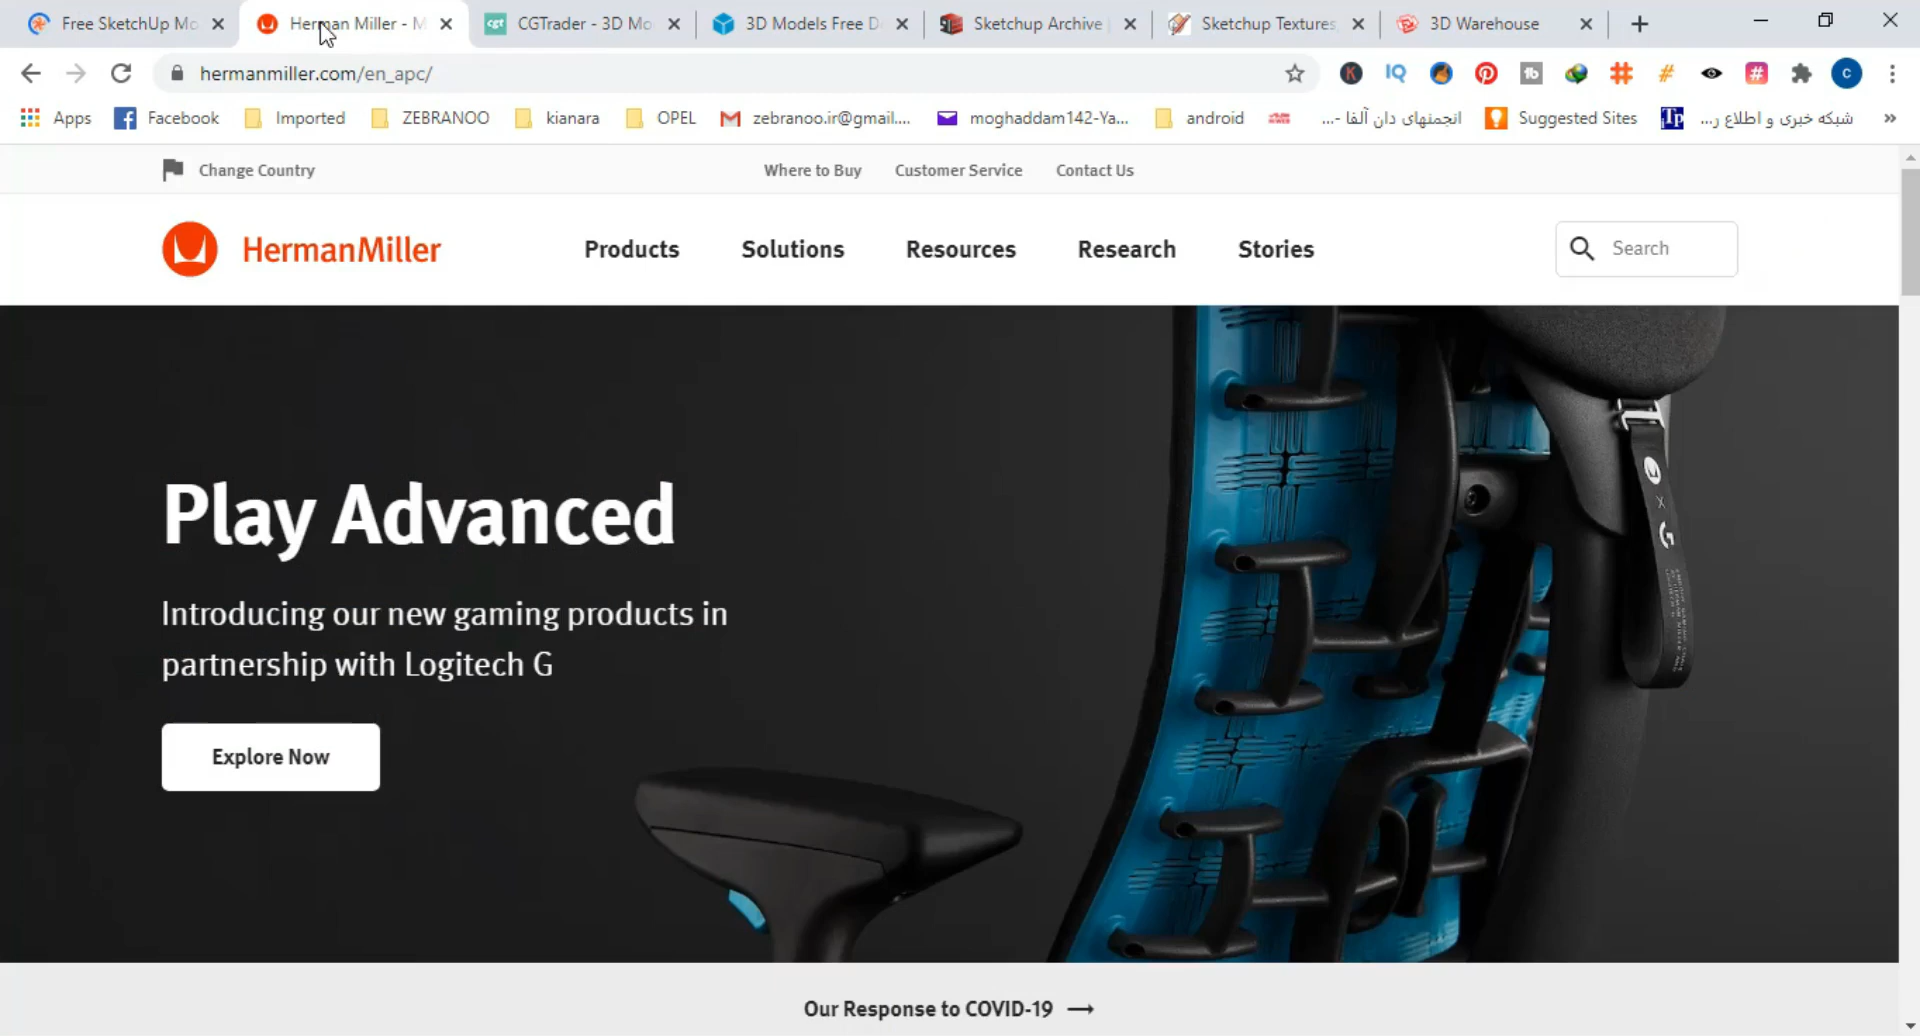 Free SketchUp Mo
Herman Miller - M
cgt CGTrader - 3D Mo
3D Models Free D
Sketchup Archive
Sketchup Textures
3D Warehouse
hermanmiller.com/en_apc/
K IQ tb # # # C
Apps Facebook Imported ZEBRANOO kianara OPEL zebranoo.ir@gmail.... moghaddam142-Ya... android انجمنهای دان آلفا -... Suggested Sites شبکه خبری و اطلاع ر... »
Change Country
Where to Buy Customer Service Contact Us
HermanMiller
Products Solutions Resources Research Stories
Search
Play Advanced
Introducing our new gaming products in
partnership with Logitech G
Explore Now
Our Response to COVID-19 →